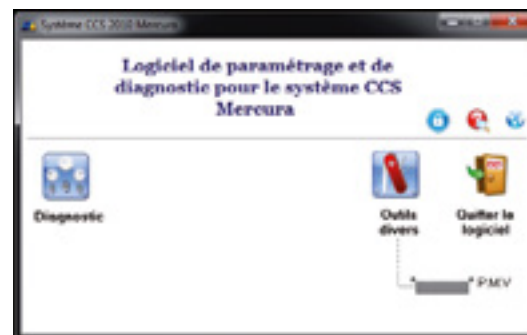 Système CCS 2010 Mercura
Logiciel de paramétrage et de
diagnostic pour le système CCS
Mercura
Diagnostic
Outils
divers
Quitter le
logiciel
P.M.V